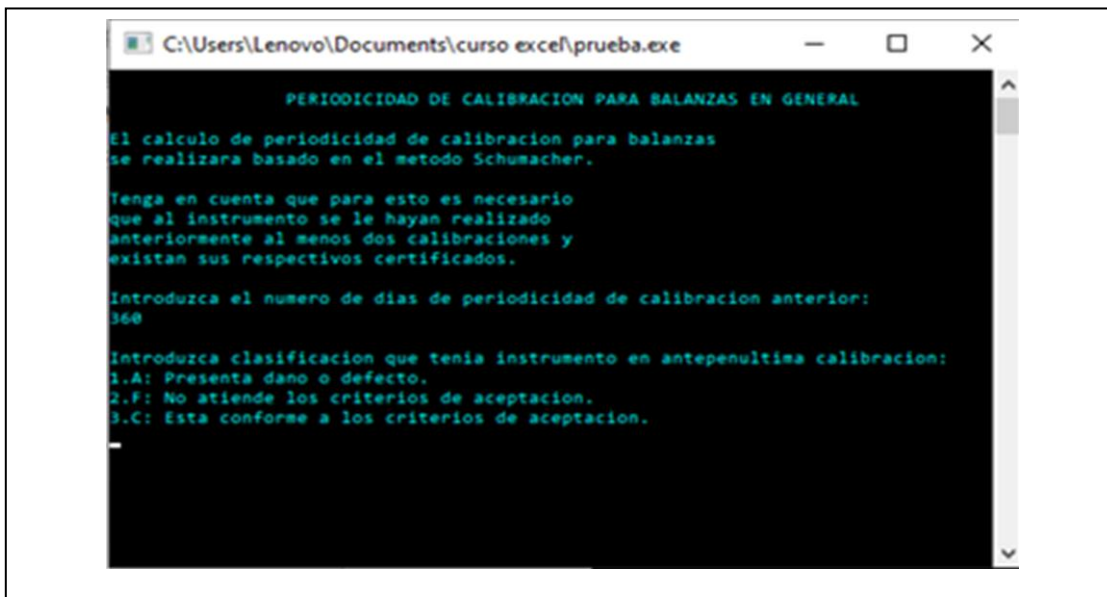 C:\Users\Lenovo\Documents\curso excel\prueba.exe
PERIODICIDAD DE CALIBRACION PARA BALANZAS EN GENERAL
El calculo de periodicidad de calibracion para balanzas
se realizara basado en el metodo Schumacher.
Tenga en cuenta que para esto es necesario
que al instrumento se le hayan realizado
anteriormente al menos dos calibraciones y
existan sus respectivos certificados.
Introduzca el numero de dias de periodicidad de calibracion anterior:
360
Introduzca clasificacion que tenia instrumento en antepenultima calibracion:
1.A: Presenta dano o defecto.
2.F: No atiende los criterios de aceptacion.
3.C: Esta conforme a los criterios de aceptacion.